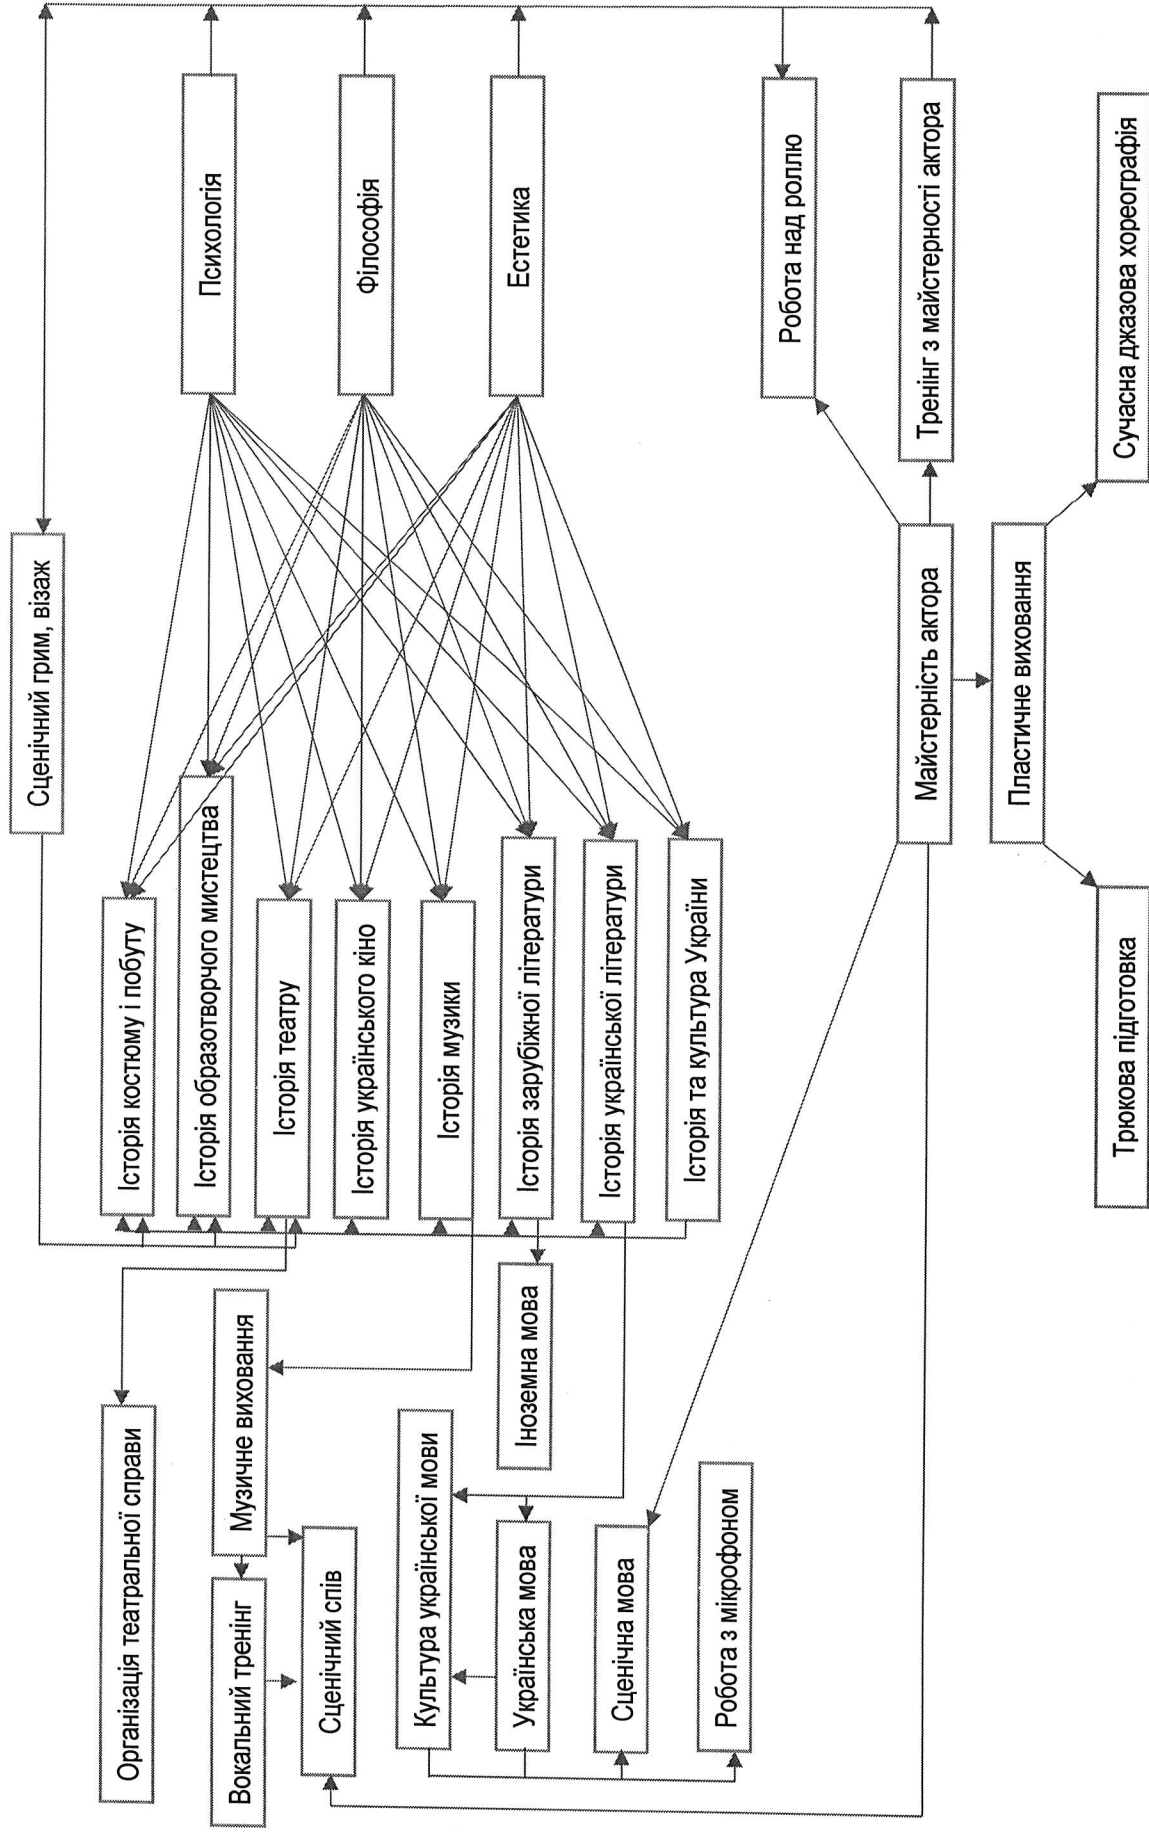 Сценічний грим, візаж
Організація театральної справи
Історія костюму і побуту
Психологія
Вокальний тренінг
Музичне виховання
Історія образотворчого мистецтва
Сценічний спів
Історія театру
Філософія
Історія українського кіно
Культура української мови
Історія музики
Естетика
Українська мова
Іноземна мова
Історія зарубіжної літератури
Сценічна мова
Історія української літератури
Робота з мікрофоном
Історія та культура України
Робота над роллю
Майстерність актора
Тренінг з майстерності актора
Пластичне виховання
Трюкова підготовка
Сучасна джазова хореографія